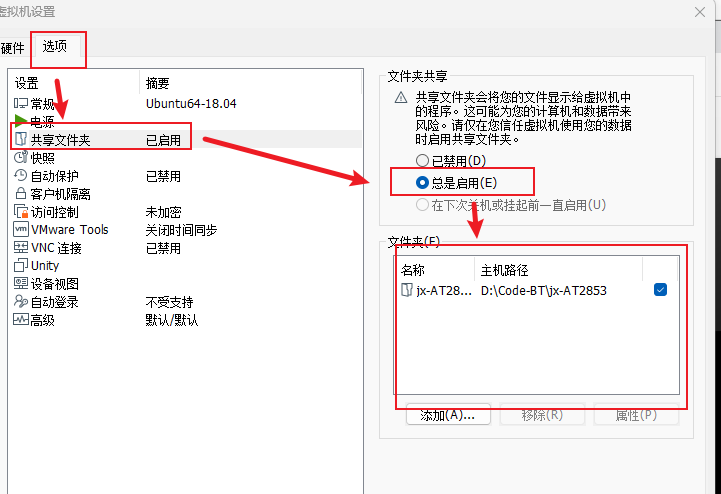 虚拟机设置
硬件 选项
设置 摘要
常规 Ubuntu64-18.04
电源
共享文件夹 已启用
快照
自动保护 已禁用
客户机隔离
访问控制 未加密
VMware Tools 关闭时间同步
VNC 连接 已禁用
Unity
设备视图
自动登录 不受支持
高级 默认/默认
文件夹共享
共享文件夹会将您的文件显示给虚拟机中
的程序。这可能为您的计算机和数据带来
风险。请仅在您信任虚拟机使用您的数据
时启用共享文件夹。
已禁用(D)
总是启用(E)
在下次关机或挂起前一直启用(U)
文件夹(F)
名称 主机路径
jx-AT28... D:\Code-BT\jx-AT2853
添加(A)... 移除(R) 属性(P)